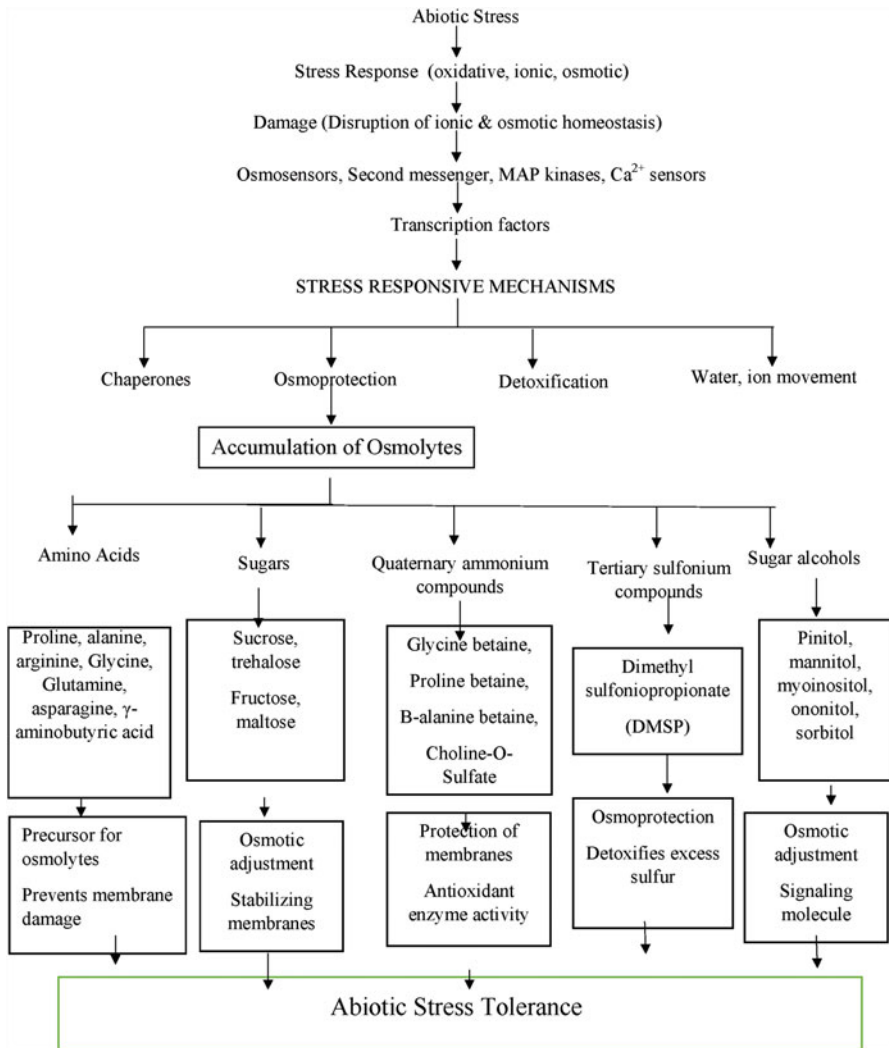 Abiotic Stress
Stress Response (oxidative, ionic, osmotic)
Damage (Disruption of ionic & osmotic homeostasis)
Osmosensors, Second messenger, MAP kinases, Ca²⁺ sensors
Transcription factors
STRESS RESPONSIVE MECHANISMS
Chaperones
Osmoprotection
Detoxification
Water, ion movement
Accumulation of Osmolytes
Amino Acids
Sugars
Quaternary ammonium
compounds
Tertiary sulfonium
compounds
Sugar alcohols
Proline, alanine,
arginine, Glycine,
Glutamine,
asparagine, γ-
aminobutyric acid
Sucrose,
trehalose
Fructose,
maltose
Glycine betaine,
Proline betaine,
B-alanine betaine,
Choline-O-
Sulfate
Dimethyl
sulfoniopropionate
(DMSP)
Pinitol,
mannitol,
myoinositol,
ononitol,
sorbitol
Precursor for
osmolytes
Prevents membrane
damage
Osmotic
adjustment
Stabilizing
membranes
Protection of
membranes
Antioxidant
enzyme activity
Osmoprotection
Detoxifies excess
sulfur
Osmotic
adjustment
Signaling
molecule
Abiotic Stress Tolerance